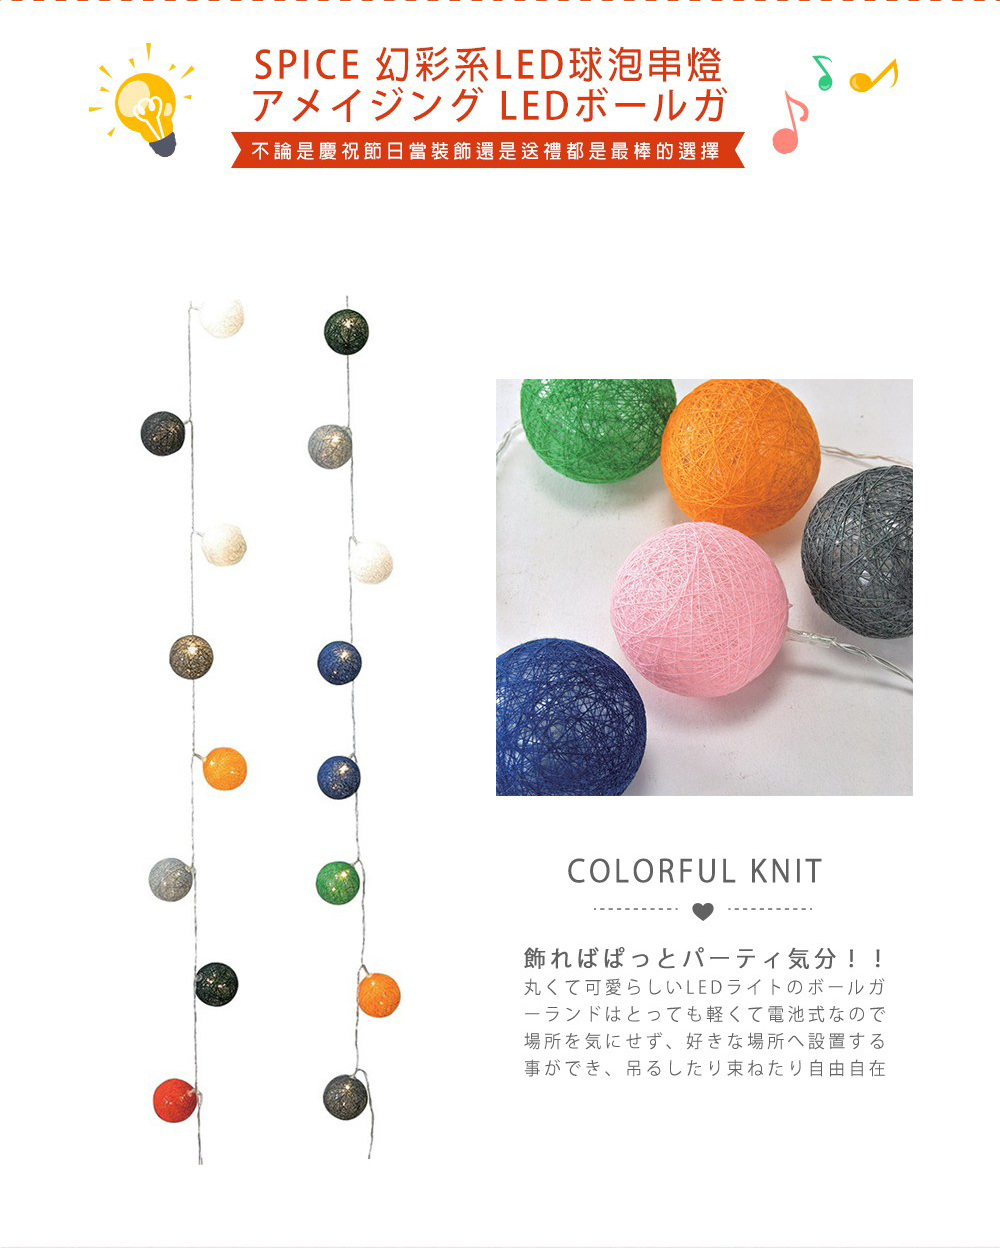 SPICE 幻彩系LED球泡串燈
アメイジング LEDボールガ
不論是慶祝節日當裝飾還是送禮都是最棒的選擇
COLORFUL KNIT
飾ればぱっとパーティ気分！！
丸くて可愛らしいLEDライトのボールガ
ーランドはとっても軽くて電池式なので
場所を気にせず、好きな場所へ設置する
事ができ、吊るしたり束ねたり自由自在